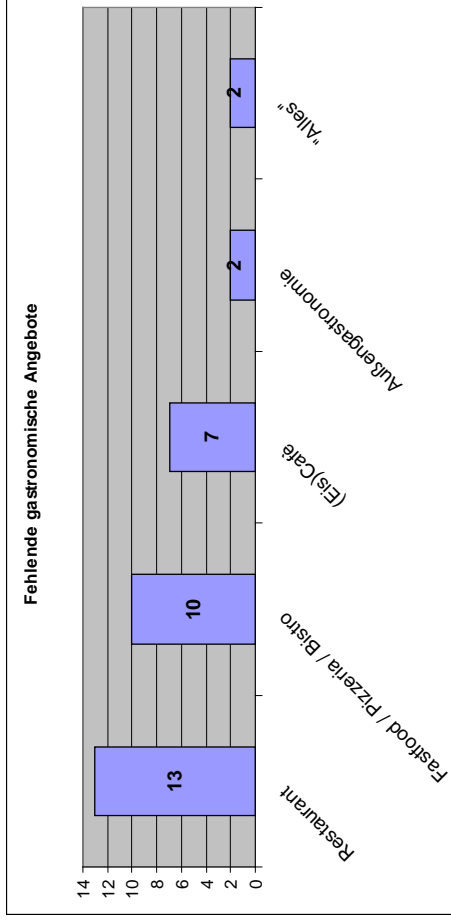 Fehlende gastronomische Angebote
14
12
10
8
6
4
2
0
13
10
7
2
2
Restaurant
Fastfood / Pizzeria / Bistro
(Eis)Cafè
Außengastronomie
"Alles"